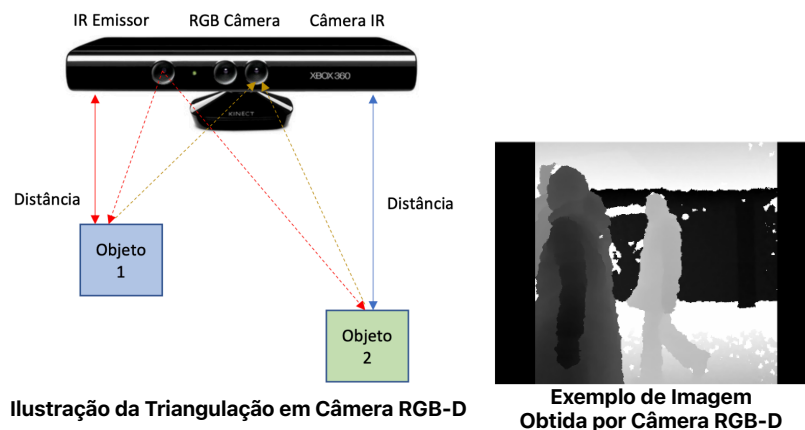 IR Emissor RGB Câmera Câmera IR
XBOX 360
KINECT
Distância
Distância
Objeto
1
Objeto
2
Ilustração da Triangulação em Câmera RGB-D
Exemplo de Imagem
Obtida por Câmera RGB-D